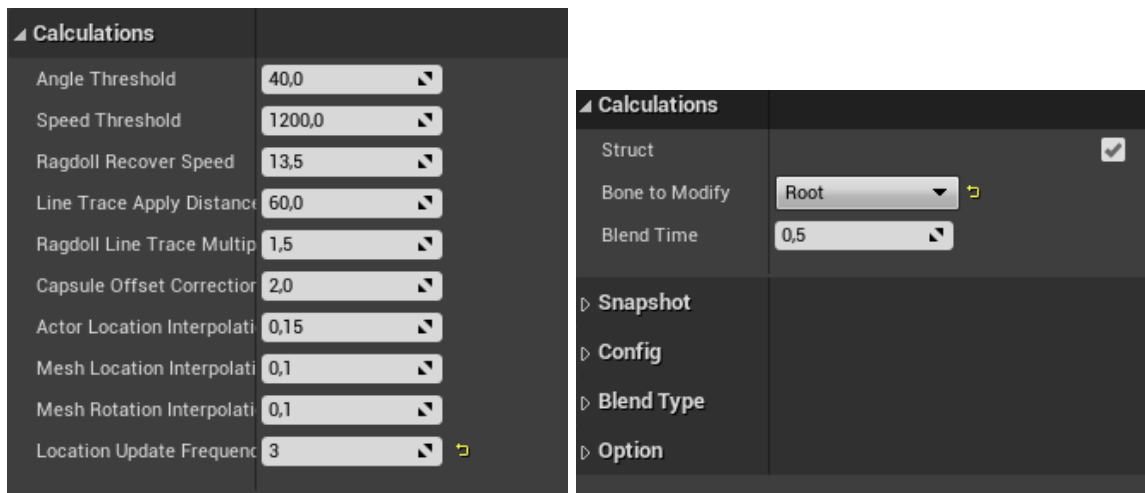 Calculations
Angle Threshold 40,0
Speed Threshold 1200,0
Ragdoll Recover Speed 13,5
Line Trace Apply Distance 60,0
Ragdoll Line Trace Multip 1,5
Capsule Offset Correction 2,0
Actor Location Interpolati 0,15
Mesh Location Interpolati 0,1
Mesh Rotation Interpolati 0,1
Location Update Frequenc 3
Calculations
Struct
Bone to Modify Root
Blend Time 0,5
Snapshot
Config
Blend Type
Option